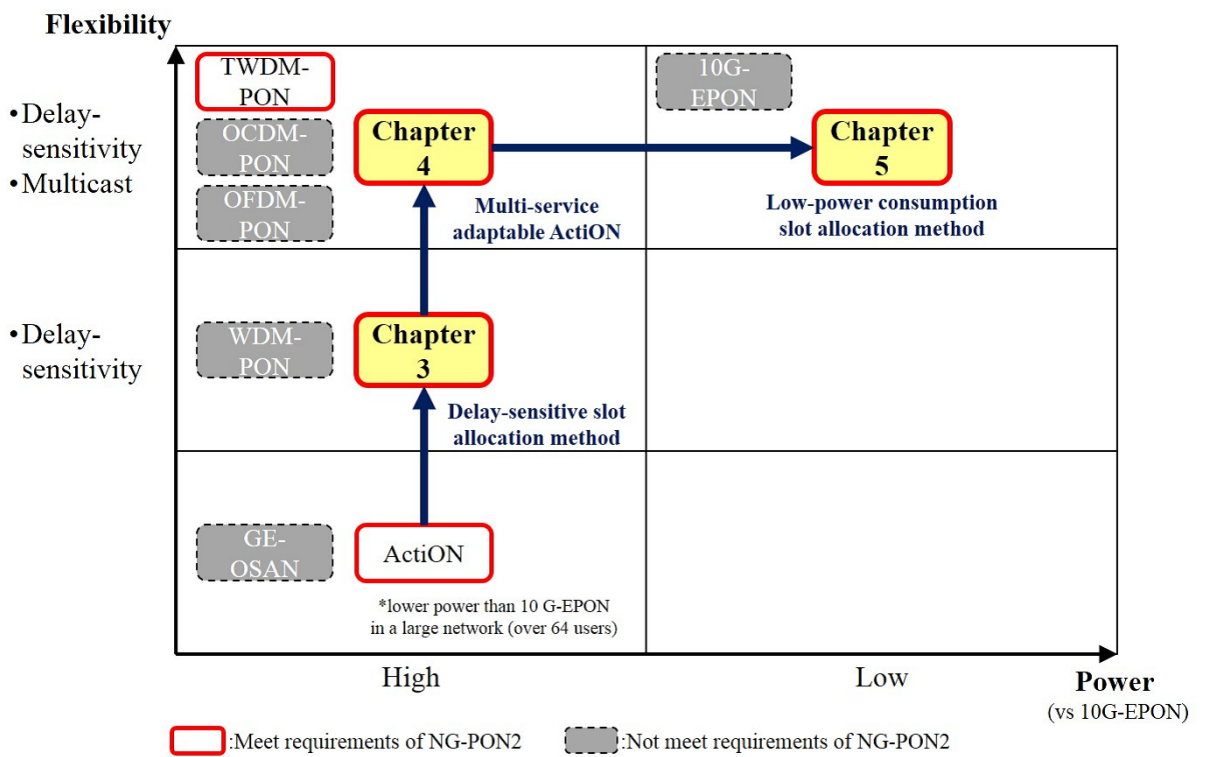 Flexibility
TWDM-
PON
10G-
EPON
•Delay-
sensitivity
•Multicast
OCDM-
PON
Chapter
4
Chapter
5
OFDM-
PON
Multi-service
adaptable ActiON
Low-power consumption
slot allocation method
•Delay-
sensitivity
WDM-
PON
Chapter
3
Delay-sensitive slot
allocation method
GE-
OSAN
ActiON
*lower power than 10 G-EPON
in a large network (over 64 users)
High
Low
Power
(vs 10G-EPON)
:Meet requirements of NG-PON2
:Not meet requirements of NG-PON2